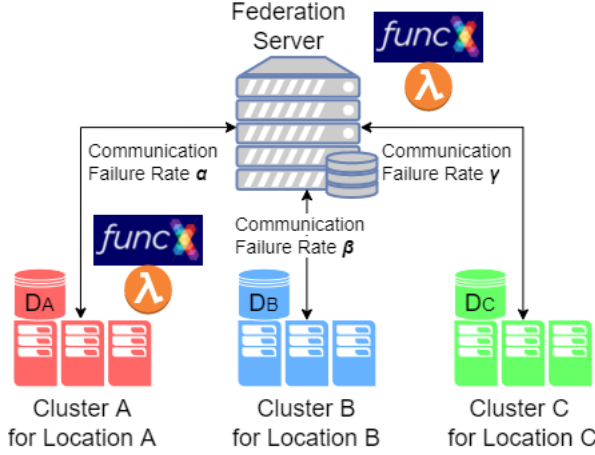 Federation
Server
funcX
λ
Communication
Failure Rate α
Communication
Failure Rate γ
Communication
Failure Rate β
funcX
λ
DA
DB
DC
Cluster A
for Location A
Cluster B
for Location B
Cluster C
for Location C